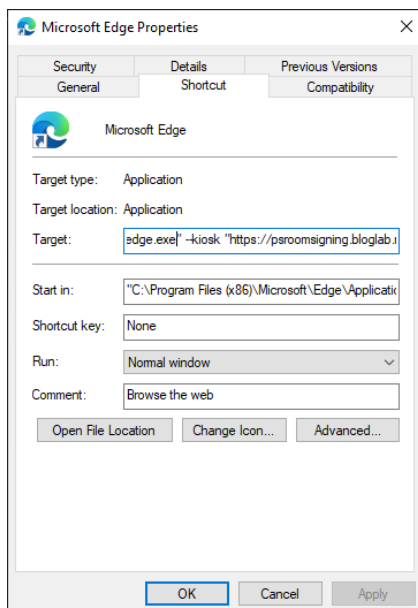 Microsoft Edge Properties
Security Details Previous Versions
General Shortcut Compatibility
Microsoft Edge
Target type: Application
Target location: Application
Target: edge.exe" --kiosk "https://psroomsigning.bloglab.
Start in: "C:\Program Files (x86)\Microsoft\Edge\Applicatio
Shortcut key: None
Run: Normal window
Comment: Browse the web
Open File Location Change Icon... Advanced...
OK Cancel Apply